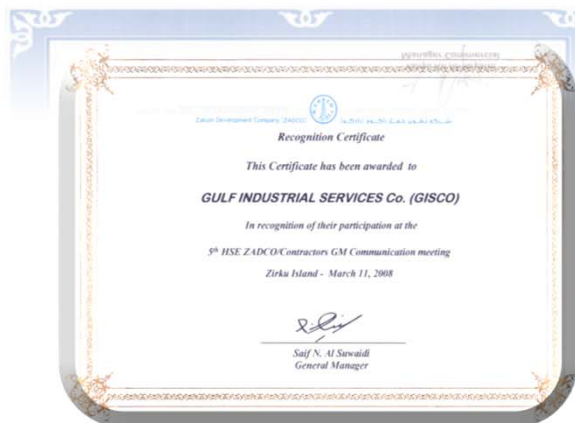 Manager Commercial
Zakum Development Company (ZADCO)
Recognition Certificate
This Certificate has been awarded to
GULF INDUSTRIAL SERVICES Co. (GISCO)
In recognition of their participation at the
5th HSE ZADCO/Contractors GM Communication meeting
Zirku Island - March 11, 2008
Saif N. Al Suwaidi
General Manager